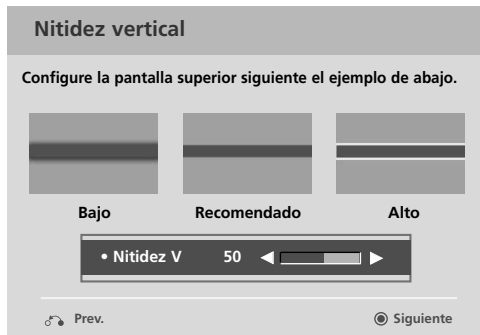 Nitidez vertical
Configure la pantalla superior siguiente el ejemplo de abajo.
Bajo Recomendado Alto
• Nitidez V 50
Prev. Siguiente